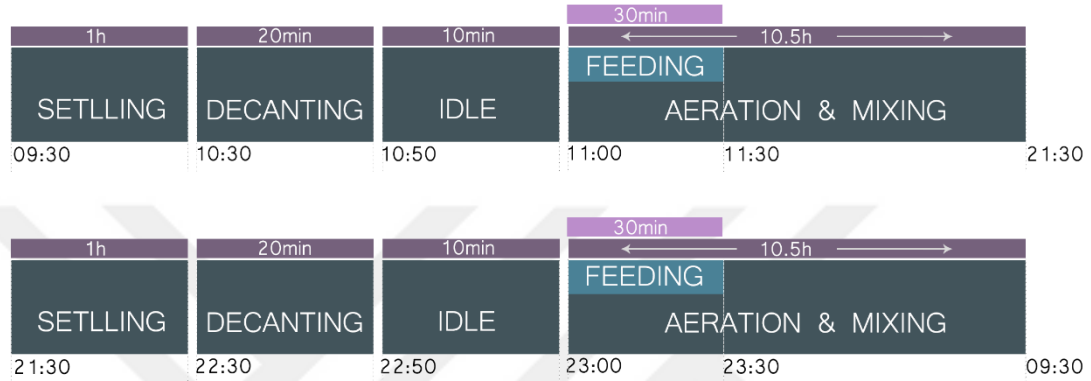 30min
1h 20min 10min 10.5h
FEEDING
SETLLING DECANTING IDLE AERATION & MIXING
09:30 10:30 10:50 11:00 11:30 21:30
30min
1h 20min 10min 10.5h
FEEDING
SETLLING DECANTING IDLE AERATION & MIXING
21:30 22:30 22:50 23:00 23:30 09:30